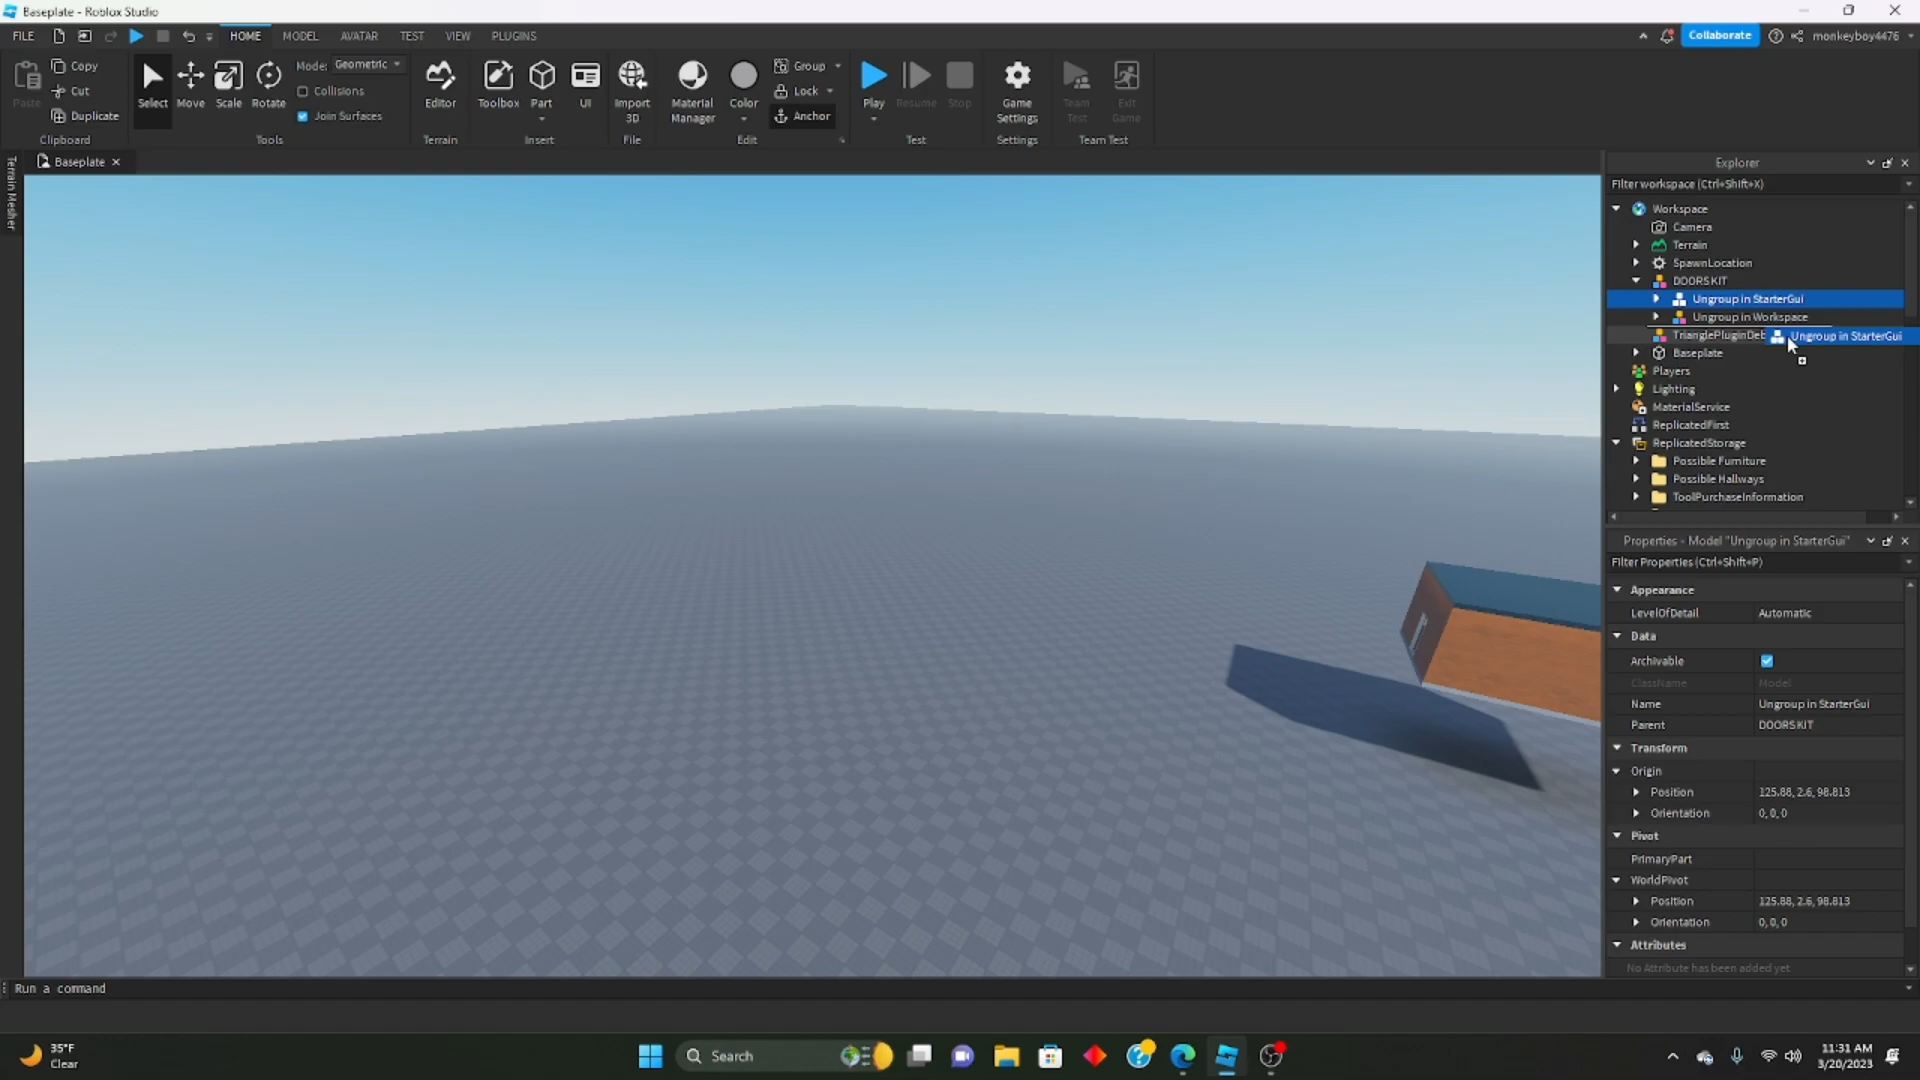 Baseplate - Roblox Studio
FILE HOME MODEL AVATAR TEST VIEW PLUGINS Collaborate monkeyboy4476
Paste Copy Cut Duplicate Clipboard
Select Move Scale Rotate Mode: Geometric Collisions Join Surfaces Tools
Editor Terrain
Toolbox Part UI Insert
Import 3D File
Material Manager Color Group Lock Anchor Edit
Play Resume Stop Test
Game Settings Settings
Team Test Exit Game Team Test
Terrain Mesher
Baseplate
Explorer
Filter workspace (Ctrl+Shift+X)
Workspace
Camera
Terrain
SpawnLocation
DOORS KIT
Ungroup in StarterGui
Ungroup in Workspace
TrianglePluginDeb Ungroup in StarterGui
Baseplate
Players
Lighting
MaterialService
ReplicatedFirst
ReplicatedStorage
Possible Furniture
Possible Hallways
ToolPurchaseInformation
Properties - Model "Ungroup in StarterGui"
Filter Properties (Ctrl+Shift+P)
Appearance
LevelOfDetail Automatic
Data
Archivable
ClassName Model
Name Ungroup in StarterGui
Parent DOORS KIT
Transform
Origin
Position 125.88, 2.6, 98.813
Orientation 0, 0, 0
Pivot
PrimaryPart
WorldPivot
Position 125.88, 2.6, 98.813
Orientation 0, 0, 0
Attributes
No Attribute has been added yet
Run a command
35°F
Clear
Search
11:31 AM
3/20/2023